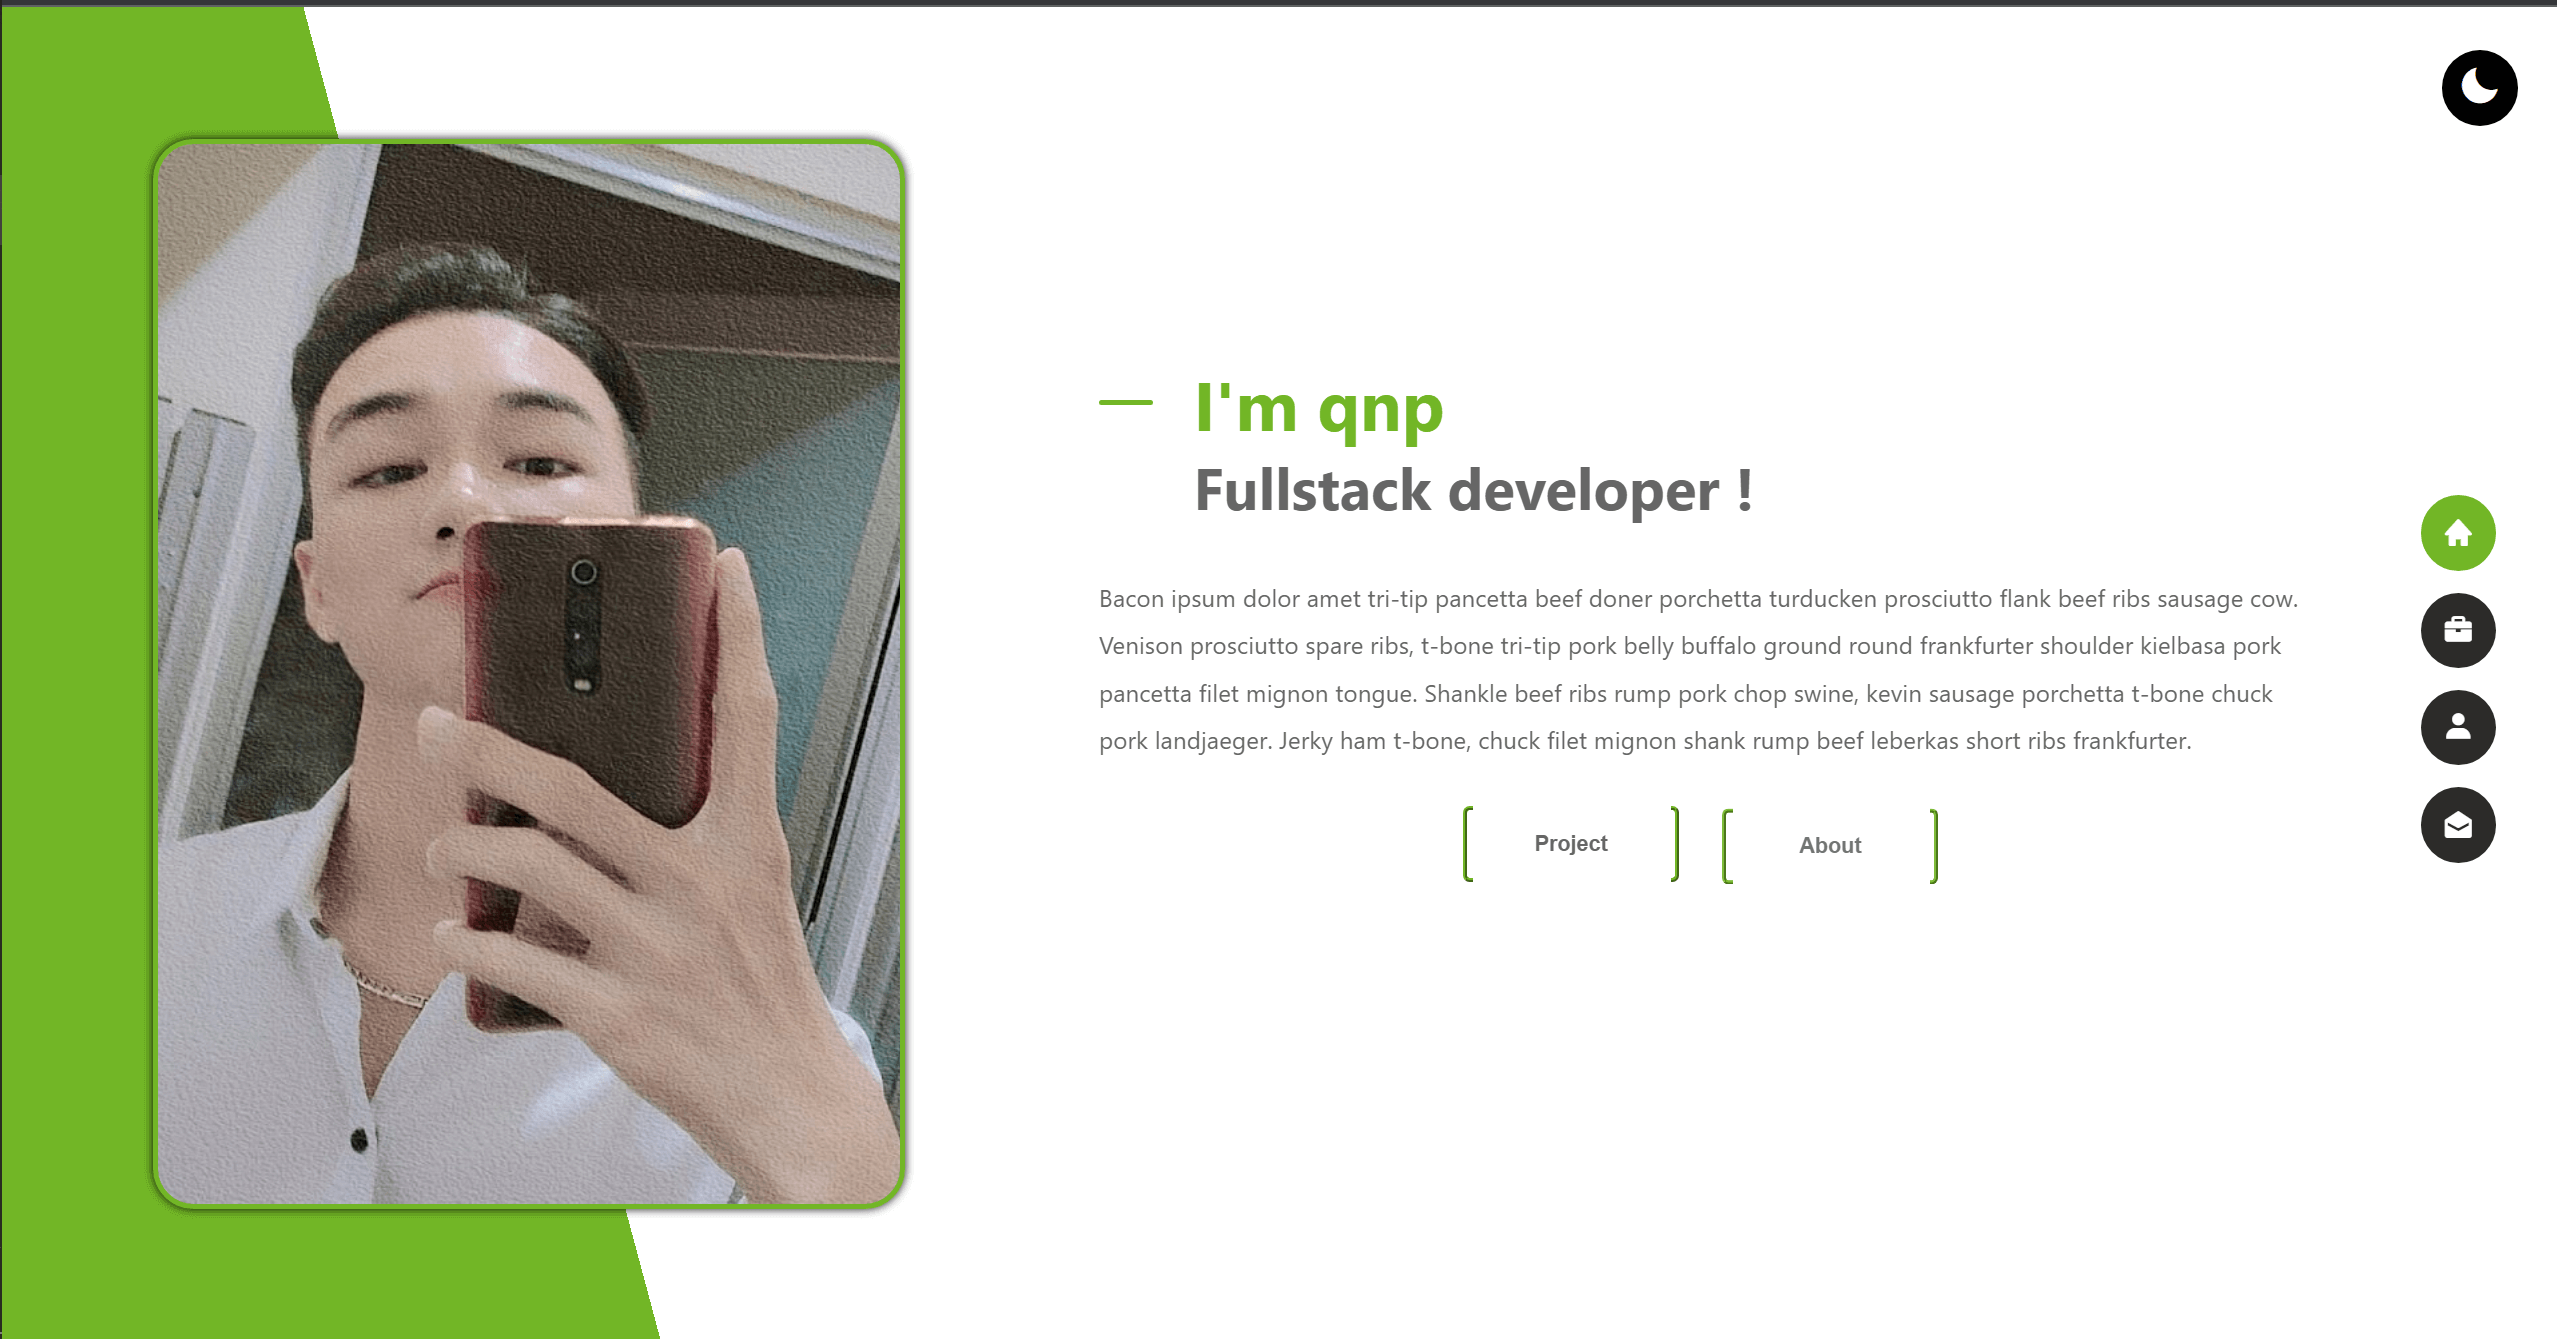 I'm qnp
Fullstack developer !
Bacon ipsum dolor amet tri-tip pancetta beef doner porchetta turducken prosciutto flank beef ribs sausage cow.
Venison prosciutto spare ribs, t-bone tri-tip pork belly buffalo ground round frankfurter shoulder kielbasa pork
pancetta filet mignon tongue. Shankle beef ribs rump pork chop swine, kevin sausage porchetta t-bone chuck
pork landjaeger. Jerky ham t-bone, chuck filet mignon shank rump beef leberkas short ribs frankfurter.
Project
About